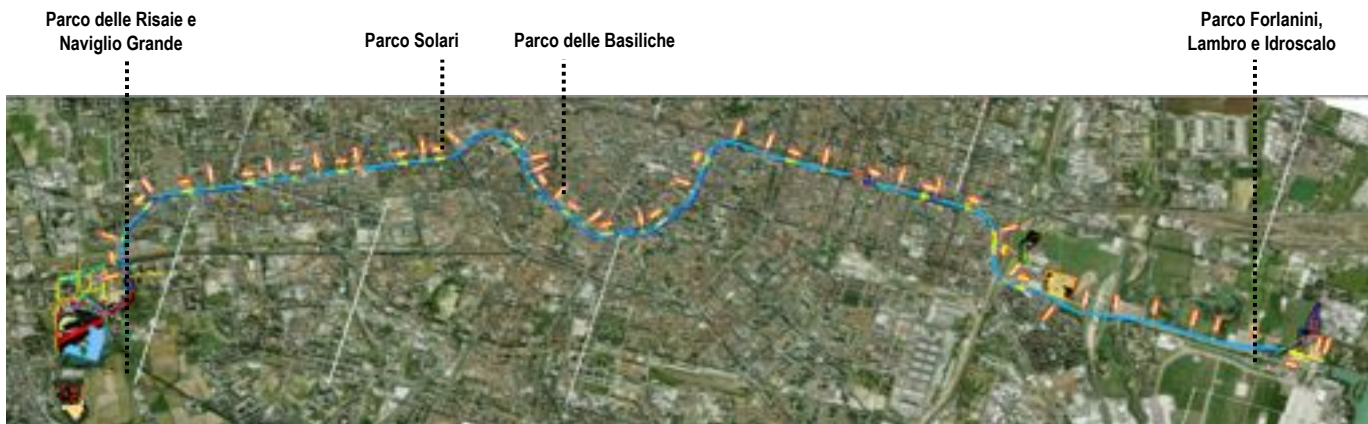 Parco delle Risaie e
Naviglio Grande
Parco Solari
Parco delle Basiliche
Parco Forlanini,
Lambro e Idroscalo